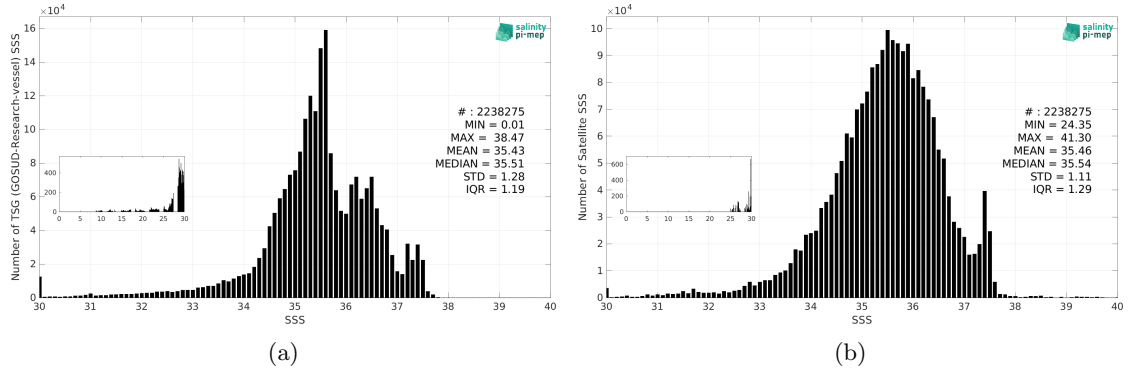 ×10⁴
salinity
pi-mep
Number of TSG (GOSUD-Research-vessel) SSS
16
14
12
10
8
6
4
2
0
# : 2238275
MIN = 0.01
MAX = 38.47
MEAN = 35.43
MEDIAN = 35.51
STD = 1.28
IQR = 1.19
400
200
0
0 5 10 15 20 25 30
30 31 32 33 34 35 36 37 38 39 40
SSS
(a)
×10⁴
salinity
pi-mep
Number of Satellite SSS
10
9
8
7
6
5
4
3
2
1
0
# : 2238275
MIN = 24.35
MAX = 41.30
MEAN = 35.46
MEDIAN = 35.54
STD = 1.11
IQR = 1.29
600
400
200
0
0 5 10 15 20 25 30
30 31 32 33 34 35 36 37 38 39 40
SSS
(b)